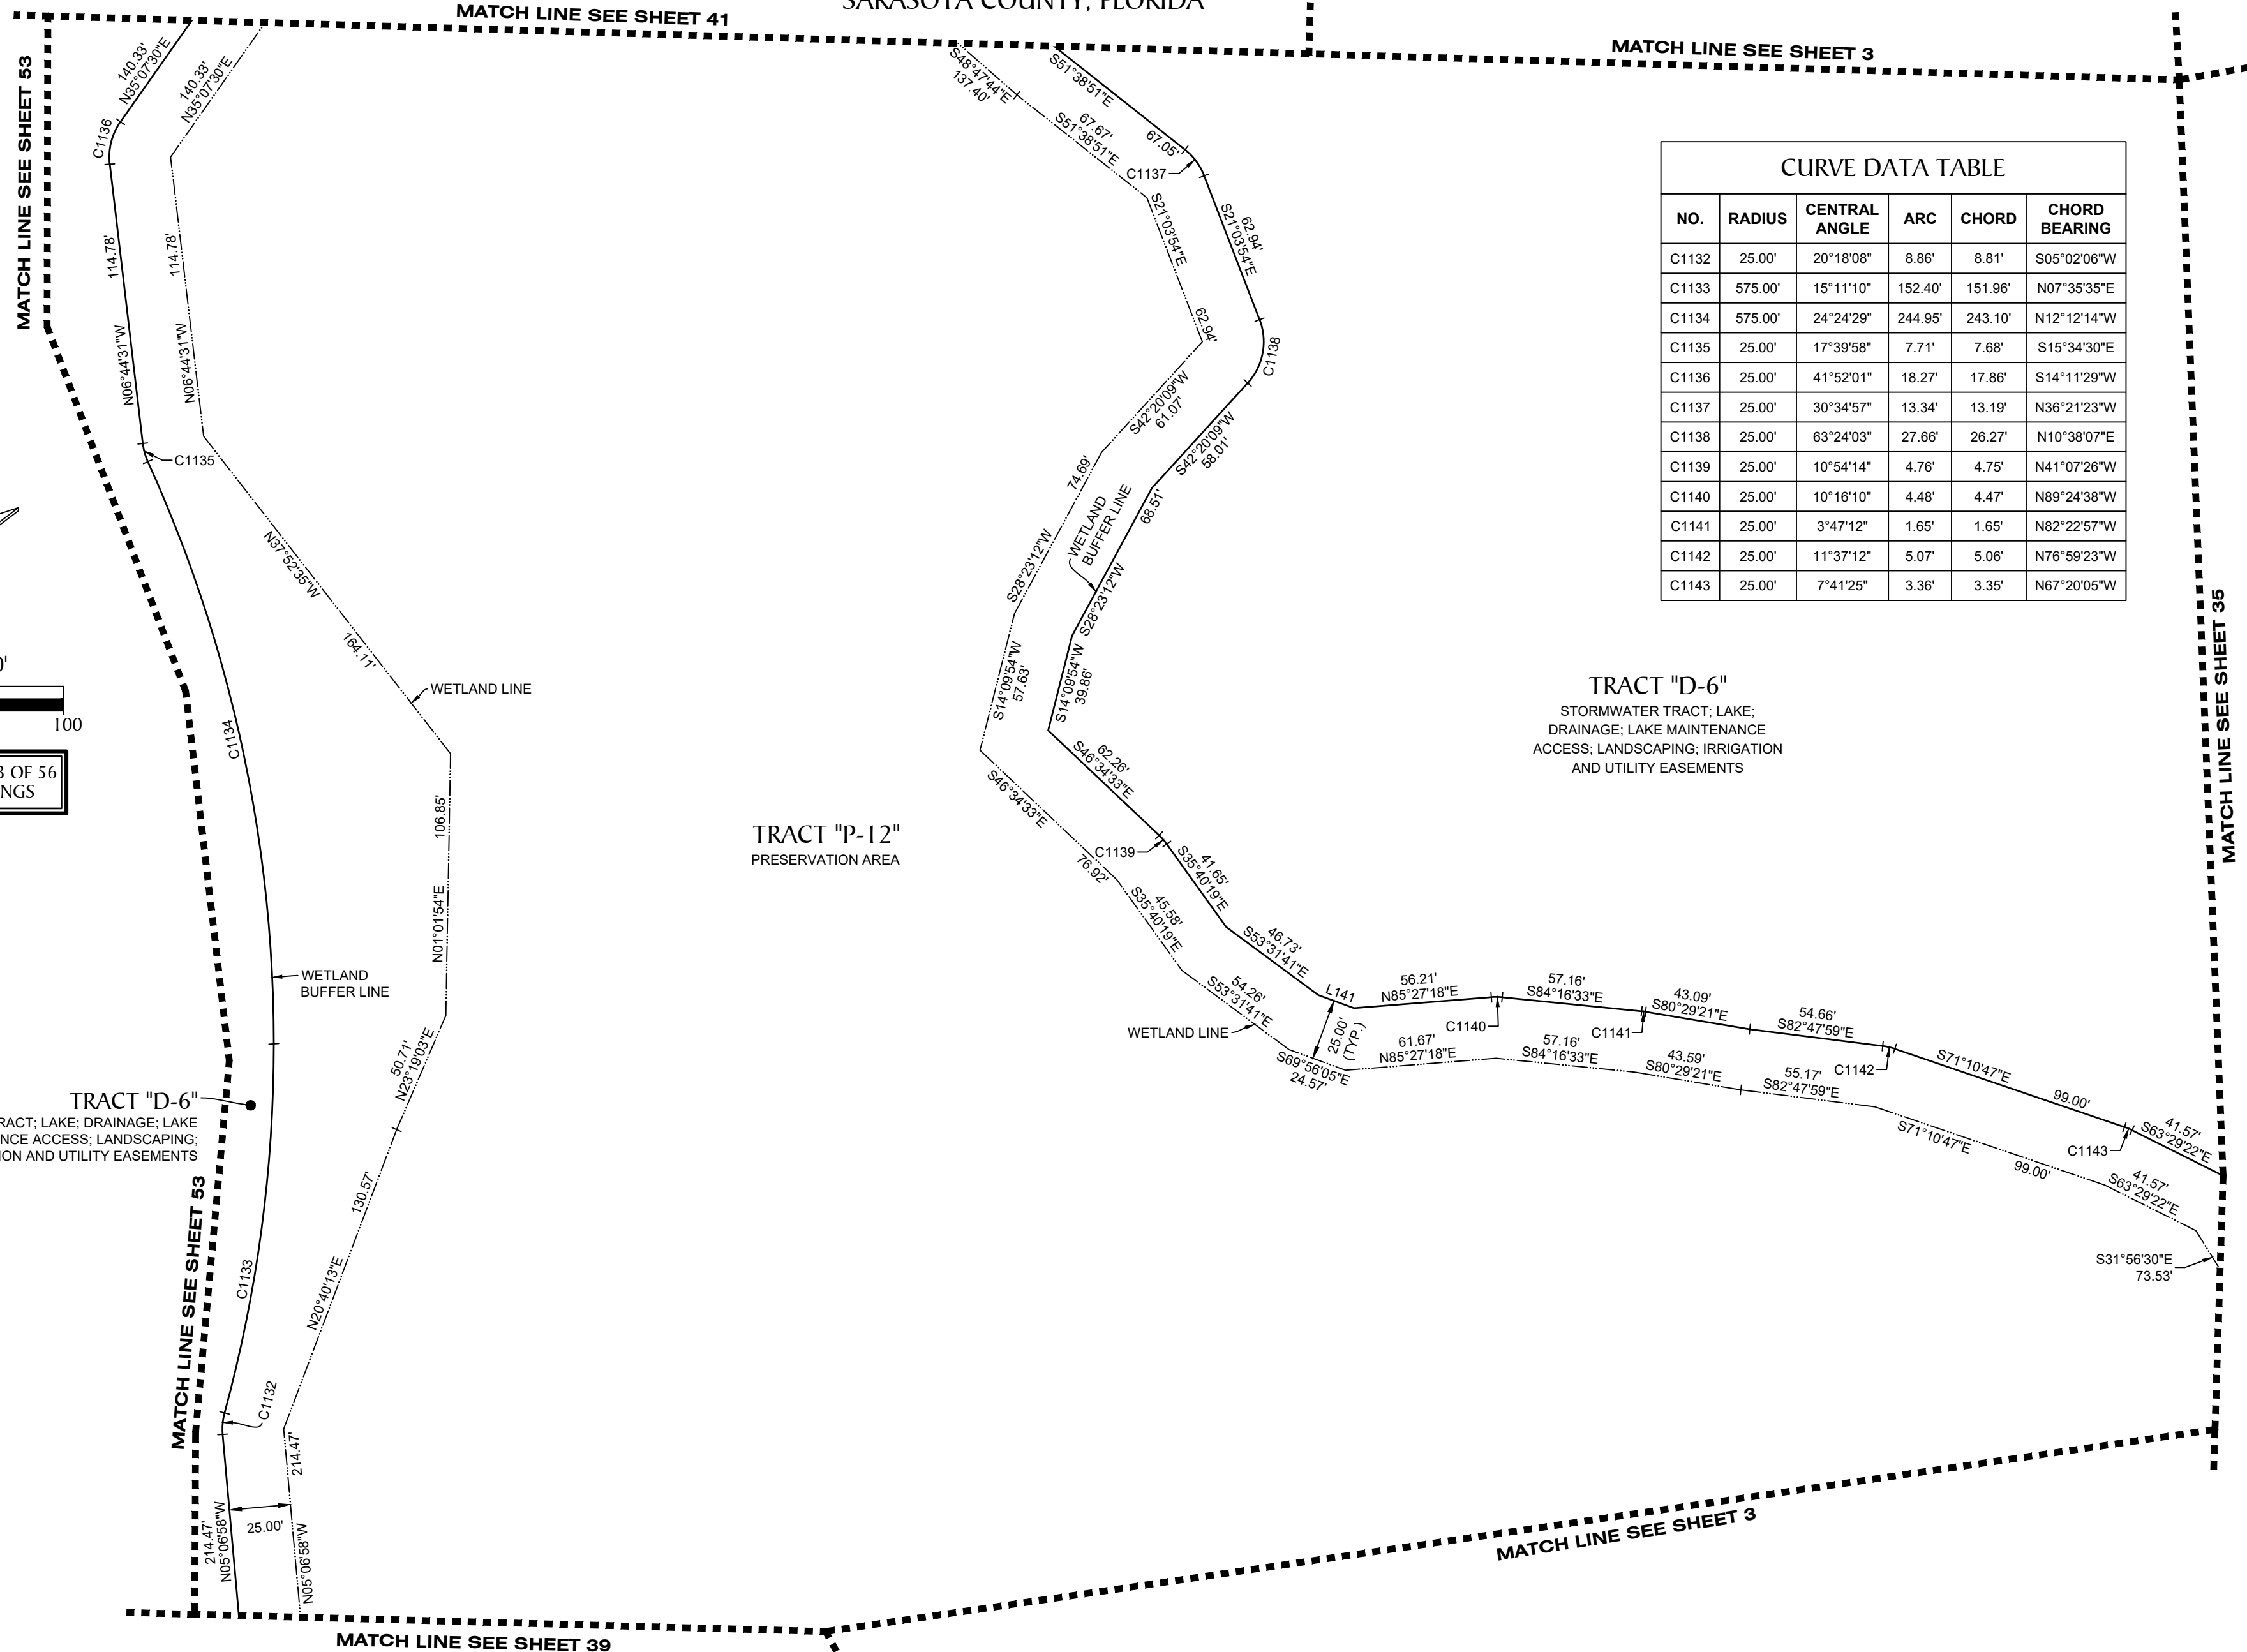 SARASOTA COUNTY, FLORIDA
MATCH LINE SEE SHEET 41
MATCH LINE SEE SHEET 3
MATCH LINE SEE SHEET 53
140.33'
N35°07'30"E
140.33'
N35°07'30"E
C1136
114.78'
N06°44'31"W
114.78'
N06°44'31"W
C1135
N37°52'35"W
164.11'
WETLAND LINE
C1134
106.85'
N01°01'54"E
WETLAND
BUFFER LINE
50.71'
N23°19'03"E
130.57'
N20°40'13"E
C1133
C1132
214.47'
N05°06'58"W
25.00'
214.47'
N05°06'58"W
100
OF 56
TRACT "D-6"
LAKE; DRAINAGE; LAKE
ACCESS; LANDSCAPING;
AND UTILITY EASEMENTS
MATCH LINE SEE SHEET 53
TRACT "P-12"
PRESERVATION AREA
S48°47'44"E
137.40'
S51°38'51"E
67.05'
67.67'
S51°38'51"E
C1137
S21°03'54"E
62.94'
62.94'
S21°03'54"E
C1138
S42°20'09"W
61.07'
S42°20'09"W
58.01'
74.69'
S28°23'12"W
WETLAND
BUFFER LINE
68.51'
S28°23'12"W
S14°09'54"W
57.63'
S14°09'54"W
39.86'
62.26'
S46°34'33"E
S46°34'33"E
76.92'
C1139
41.65'
S35°40'19"E
45.58'
S35°40'19"E
46.73'
S53°31'41"E
54.26'
S53°31'41"E
WETLAND LINE
L141
25.00'
(TYP.)
S69°56'05"E
24.57'
56.21'
N85°27'18"E
61.67'
N85°27'18"E
C1140
57.16'
S84°16'33"E
57.16'
S84°16'33"E
C1141
43.09'
S80°29'21"E
43.59'
S80°29'21"E
54.66'
S82°47'59"E
55.17'
S82°47'59"E
C1142
S71°10'47"E
99.00'
S71°10'47"E
99.00'
C1143
41.57'
S63°29'22"E
41.57'
S63°29'22"E
S31°56'30"E
73.53'
CURVE DATA TABLE
NO. RADIUS CENTRAL ANGLE ARC CHORD CHORD BEARING
C1132 25.00' 20°18'08" 8.86' 8.81' S05°02'06"W
C1133 575.00' 15°11'10" 152.40' 151.96' N07°35'35"E
C1134 575.00' 24°24'29" 244.95' 243.10' N12°12'14"W
C1135 25.00' 17°39'58" 7.71' 7.68' S15°34'30"E
C1136 25.00' 41°52'01" 18.27' 17.86' S14°11'29"W
C1137 25.00' 30°34'57" 13.34' 13.19' N36°21'23"W
C1138 25.00' 63°24'03" 27.66' 26.27' N10°38'07"E
C1139 25.00' 10°54'14" 4.76' 4.75' N41°07'26"W
C1140 25.00' 10°16'10" 4.48' 4.47' N89°24'38"W
C1141 25.00' 3°47'12" 1.65' 1.65' N82°22'57"W
C1142 25.00' 11°37'12" 5.07' 5.06' N76°59'23"W
C1143 25.00' 7°41'25" 3.36' 3.35' N67°20'05"W
TRACT "D-6"
STORMWATER TRACT; LAKE;
DRAINAGE; LAKE MAINTENANCE
ACCESS; LANDSCAPING; IRRIGATION
AND UTILITY EASEMENTS
MATCH LINE SEE SHEET 35
MATCH LINE SEE SHEET 3
MATCH LINE SEE SHEET 39